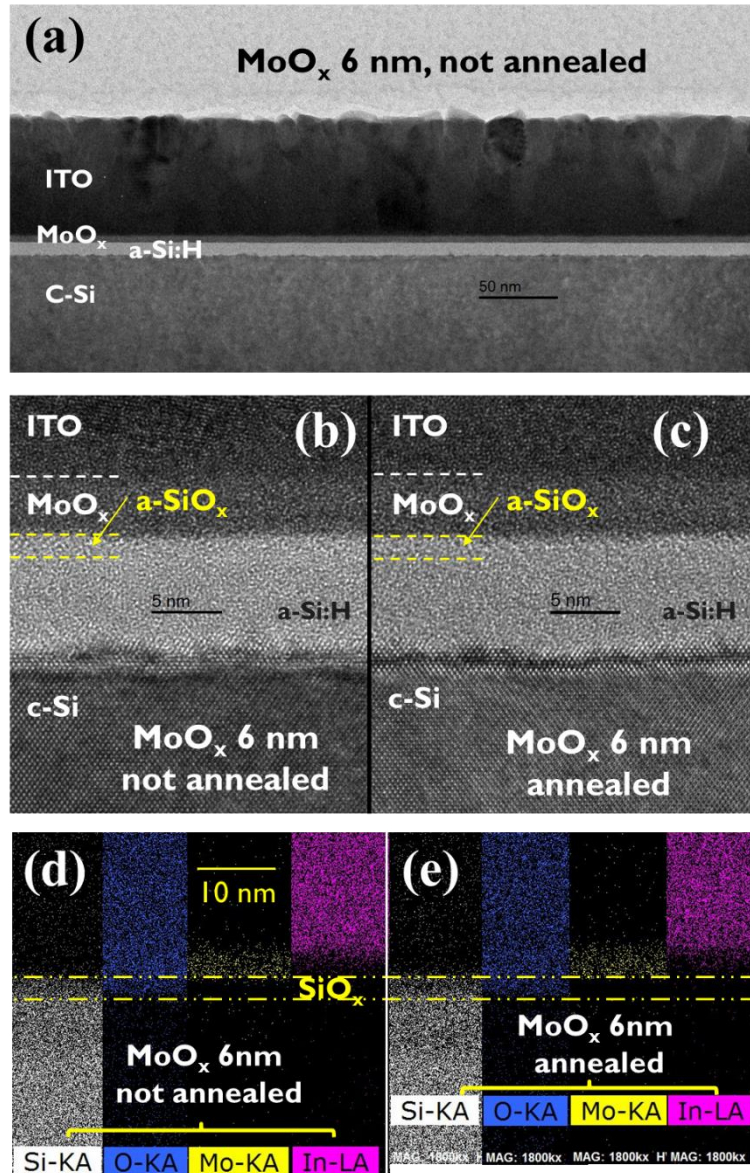 (a)
MoOₓ 6 nm, not annealed
ITO
MoOₓ
a-Si:H
C-Si
50 nm
ITO
(b)
MoOₓ
a-SiOₓ
5 nm
a-Si:H
c-Si
MoOₓ 6 nm
not annealed
ITO
(c)
MoOₓ
a-SiOₓ
5 nm
a-Si:H
c-Si
MoOₓ 6 nm
annealed
(d)
10 nm
SiOₓ
MoOₓ 6nm
not annealed
Si-KA O-KA Mo-KA In-LA
(e)
MoOₓ 6nm
annealed
Si-KA O-KA Mo-KA In-LA
MAG: 1800kx H MAG: 1800kx MAG: 1800kx H MAG: 1800kx